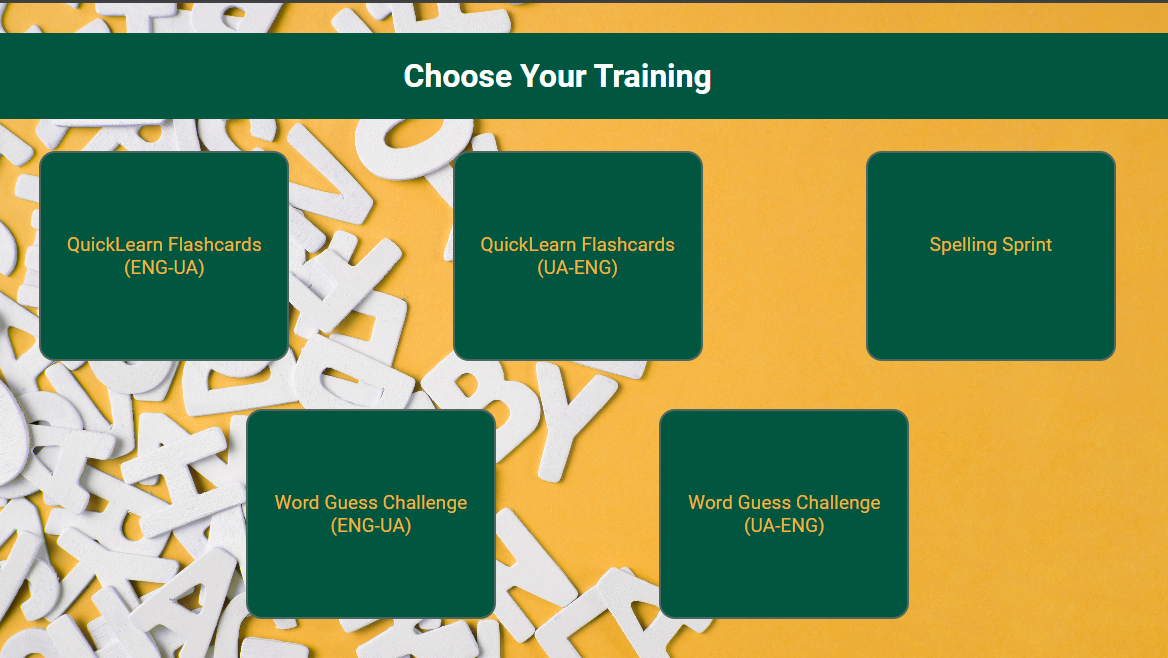 Choose Your Training
QuickLearn Flashcards
(ENG-UA)
QuickLearn Flashcards
(UA-ENG)
Spelling Sprint
Word Guess Challenge
(ENG-UA)
Word Guess Challenge
(UA-ENG)